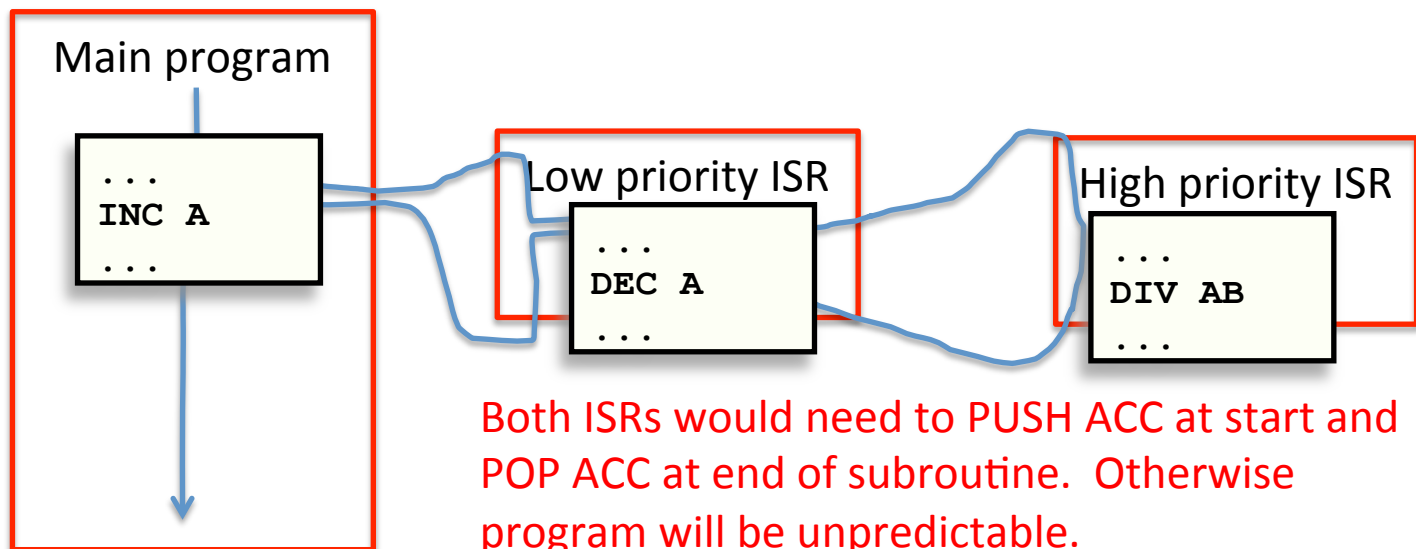 Main program
...
INC A
...
Low priority ISR
...
DEC A
...
High priority ISR
...
DIV AB
...
Both ISRs would need to PUSH ACC at start and
POP ACC at end of subroutine. Otherwise
program will be unpredictable.